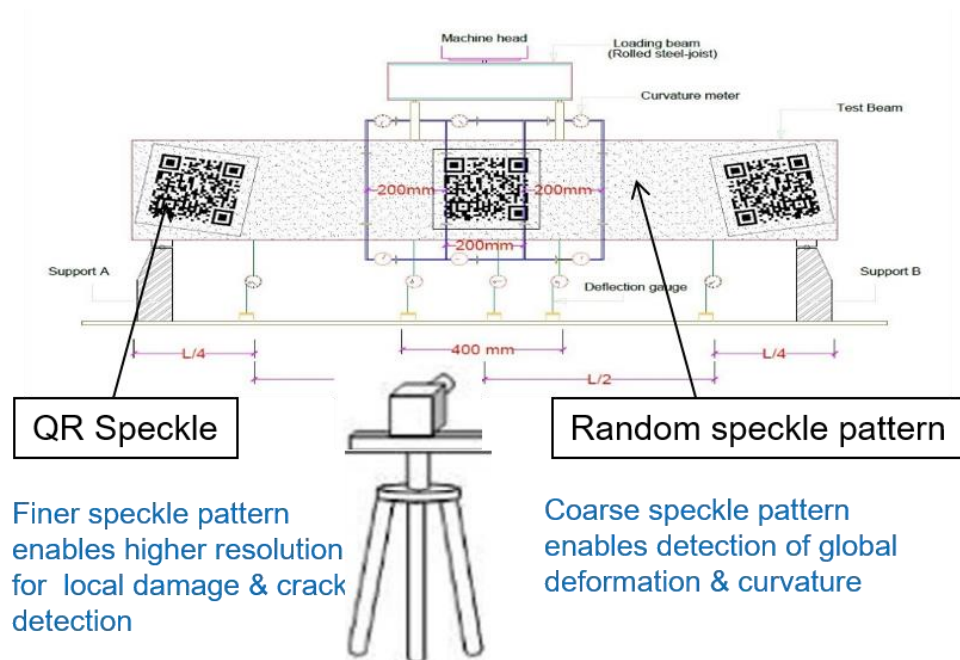 Machine head
Loading beam
(Rolled steel-joist)
Curvature meter
Test Beam
200mm
200mm
200mm
Support A
Support B
Deflection gauge
L/4
400 mm
L/4
L/2
QR Speckle
Random speckle pattern
Finer speckle pattern
enables higher resolution
for local damage & crack
detection
Coarse speckle pattern
enables detection of global
deformation & curvature